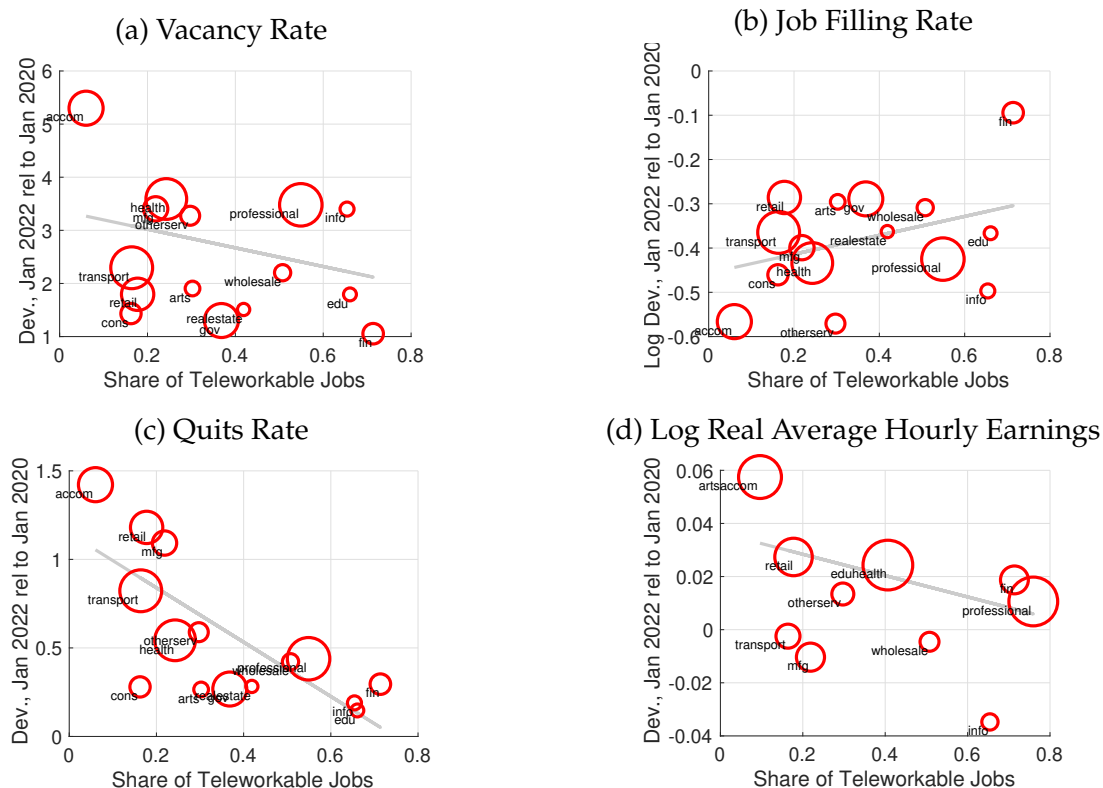 (a) Vacancy Rate
Dev., Jan 2022 rel to Jan 2020
6
5
4
3
2
1
accom
health
mfg
otherserv
professional
info
transport
wholesale
retail
arts
edu
cons
realestate
gov
fin
0
0.2
0.4
0.6
0.8
Share of Teleworkable Jobs
(b) Job Filling Rate
Log Dev., Jan 2022 rel to Jan 2020
0
-0.1
-0.2
-0.3
-0.4
-0.5
-0.6
fin
retail
arts
gov
wholesale
transport
realestate
edu
mfg
health
professional
cons
info
accom
otherserv
0
0.2
0.4
0.6
0.8
Share of Teleworkable Jobs
(c) Quits Rate
Dev., Jan 2022 rel to Jan 2020
1.5
1
0.5
0
accom
retail
mfg
transport
otherserv
health
wholesale
professional
cons
arts
gov
realestate
fin
info
edu
0
0.2
0.4
0.6
0.8
Share of Teleworkable Jobs
(d) Log Real Average Hourly Earnings
Dev., Jan 2022 rel to Jan 2020
0.06
0.04
0.02
0
-0.02
-0.04
artsaccom
retail
eduhealth
otherserv
fin
professional
transport
wholesale
mfg
info
0
0.2
0.4
0.6
0.8
Share of Teleworkable Jobs